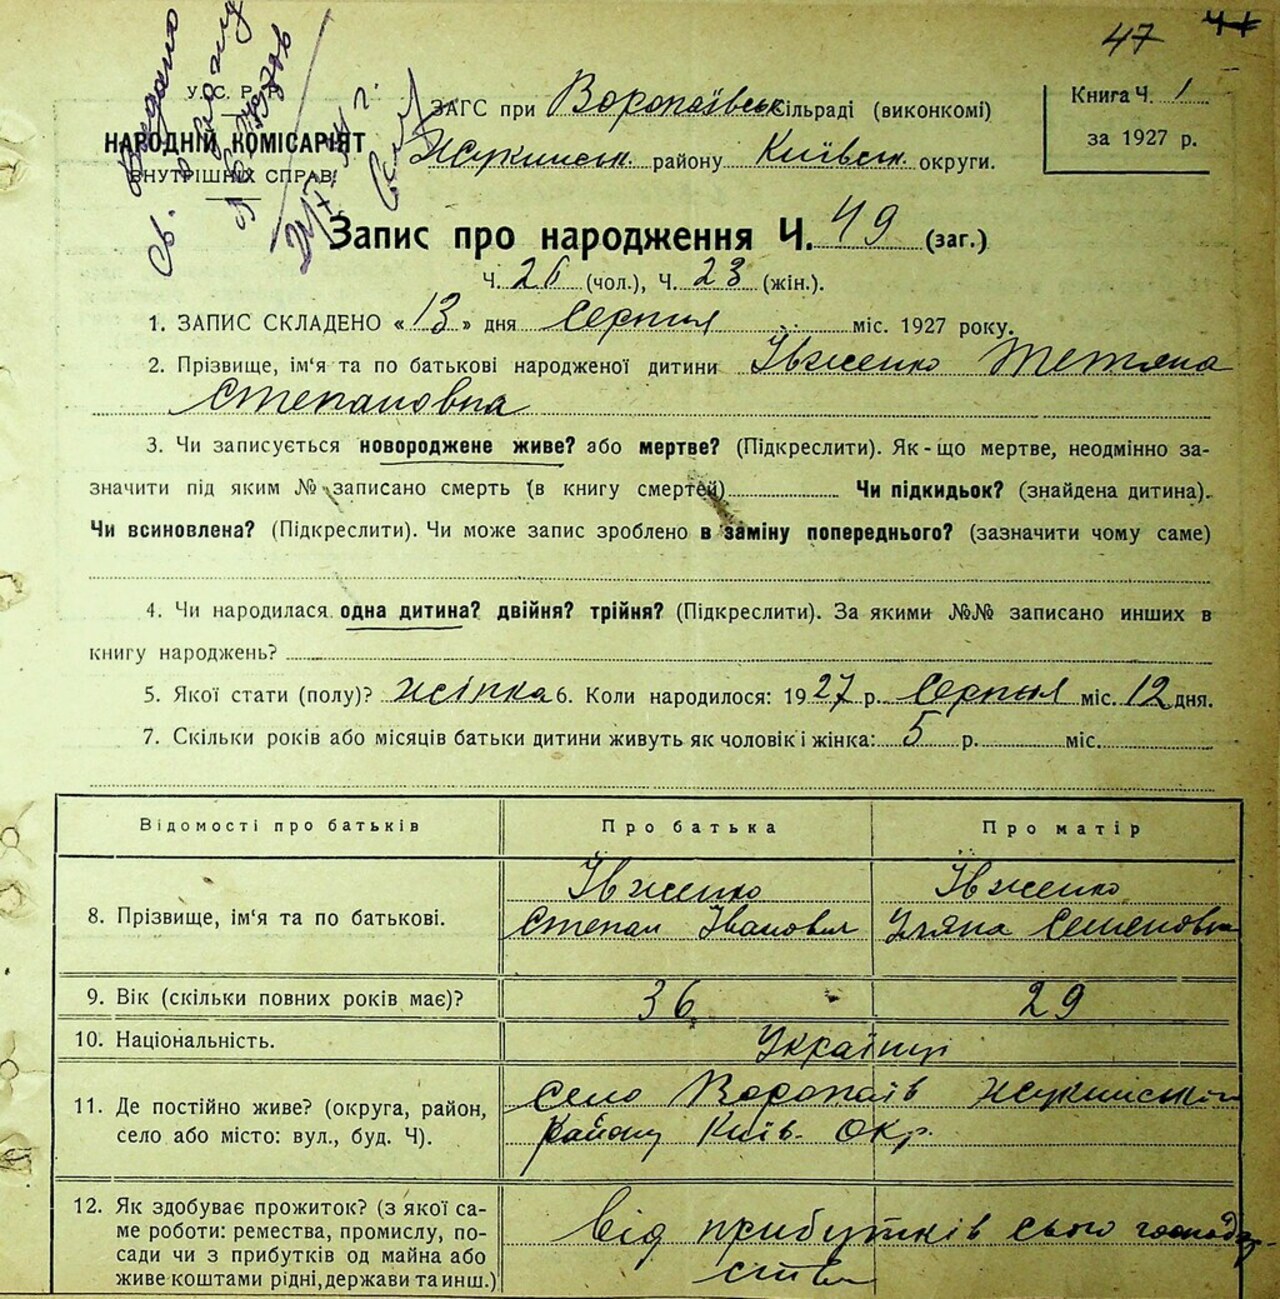 47
У. С. Р. Р.
НАРОДНІЙ КОМІСАРІЯТ
ВНУТРІШНІХ СПРАВ
Видано
ЗАГС при Воропаївськ сільраді (виконкомі)
Жукинськ. району Київськ. округи.
Книга Ч. 1
за 1927 р.
Запис про народження Ч. 49 (заг.)
Ч. 26 (чол.), Ч. 23 (жін.).
1. ЗАПИС СКЛАДЕНО « 13 » дня Серпня міс. 1927 року.
2. Прізвище, ім'я та по батькові народженої дитини Івженко Тетяна
Степановна
3. Чи записується новороджене живе? або мертве? (Підкреслити). Як-що мертве, неодмінно за-
значити під яким № записано смерть (в книгу смертей) Чи підкидьок? (знайдена дитина).
Чи всиновлена? (Підкреслити). Чи може запис зроблено в заміну попереднього? (зазначити чому саме)
4. Чи народилася одна дитина? двійня? трійня? (Підкреслити). За якими №№ записано инших в
книгу народжень?
5. Якої стати (полу)? жінка 6. Коли народилося: 1927 р. Серпня міс. 12 дня.
7. Скільки років або місяців батьки дитини живуть як чоловік і жінка: 5 р. міс.
Відомості про батьків Про батька Про матір
8. Прізвище, ім'я та по батькові. Івженко Івженко
Степан Іванович Уляна Семеновна
9. Вік (скільки повних років має)? 36 29
10. Національність. Українці
11. Де постійно живе? (округа, район,
село або місто: вул., буд. Ч).
Село Воропаїв Жукинський
району Київ. Окр.
12. Як здобуває прожиток? (з якої са-
ме роботи: ремества, промислу, по-
сади чи з прибутків од майна або
живе коштами рідні, держави та инш.)
Від прибутків сього господар-
ства